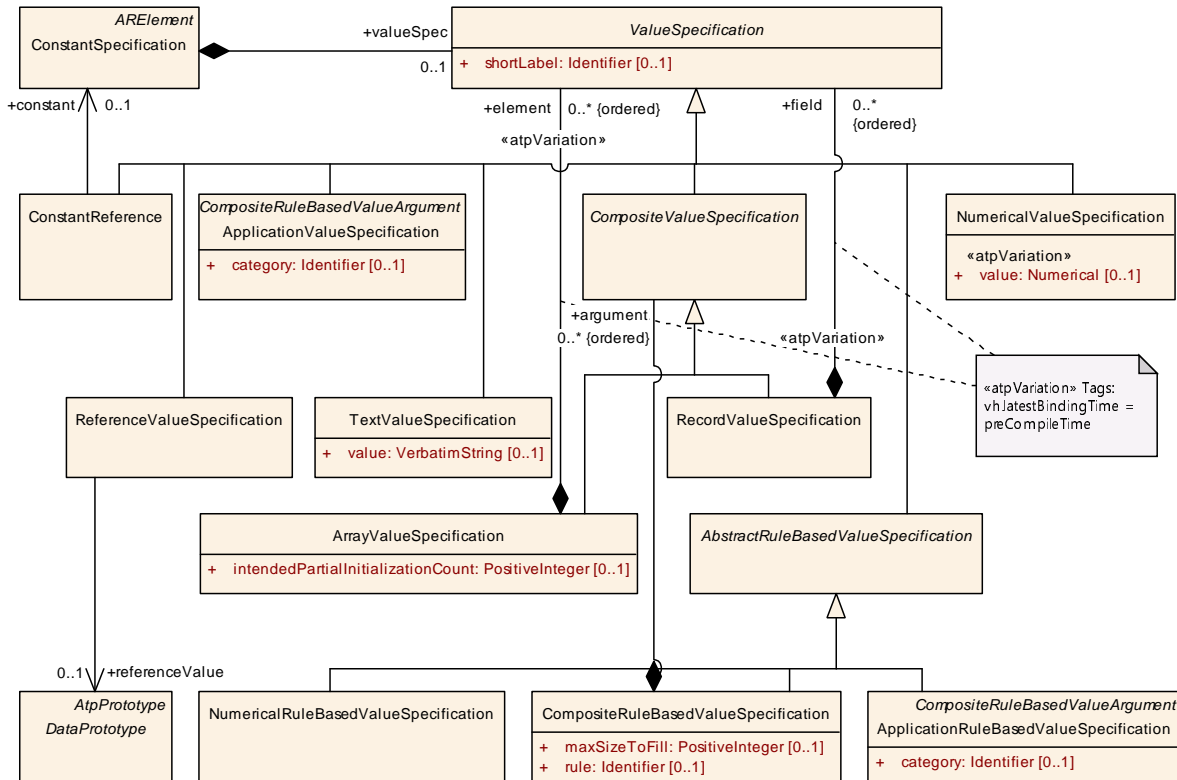 ARElement
ConstantSpecification
+valueSpec
0..1
ValueSpecification
+ shortLabel: Identifier [0..1]
+constant
0..1
+element
0..* {ordered}
«atpVariation»
+field
0..*
{ordered}
ConstantReference
CompositeRuleBasedValueArgument
ApplicationValueSpecification
+ category: Identifier [0..1]
CompositeValueSpecification
NumericalValueSpecification
«atpVariation»
+ value: Numerical [0..1]
+argument
0..* {ordered}
«atpVariation»
«atpVariation» Tags:
vh.latestBindingTime =
preCompileTime
ReferenceValueSpecification
TextValueSpecification
+ value: VerbatimString [0..1]
RecordValueSpecification
ArrayValueSpecification
+ intendedPartialInitializationCount: PositiveInteger [0..1]
AbstractRuleBasedValueSpecification
0..1
+referenceValue
AtpPrototype
DataPrototype
NumericalRuleBasedValueSpecification
CompositeRuleBasedValueSpecification
+ maxSizeToFill: PositiveInteger [0..1]
+ rule: Identifier [0..1]
CompositeRuleBasedValueArgument
ApplicationRuleBasedValueSpecification
+ category: Identifier [0..1]